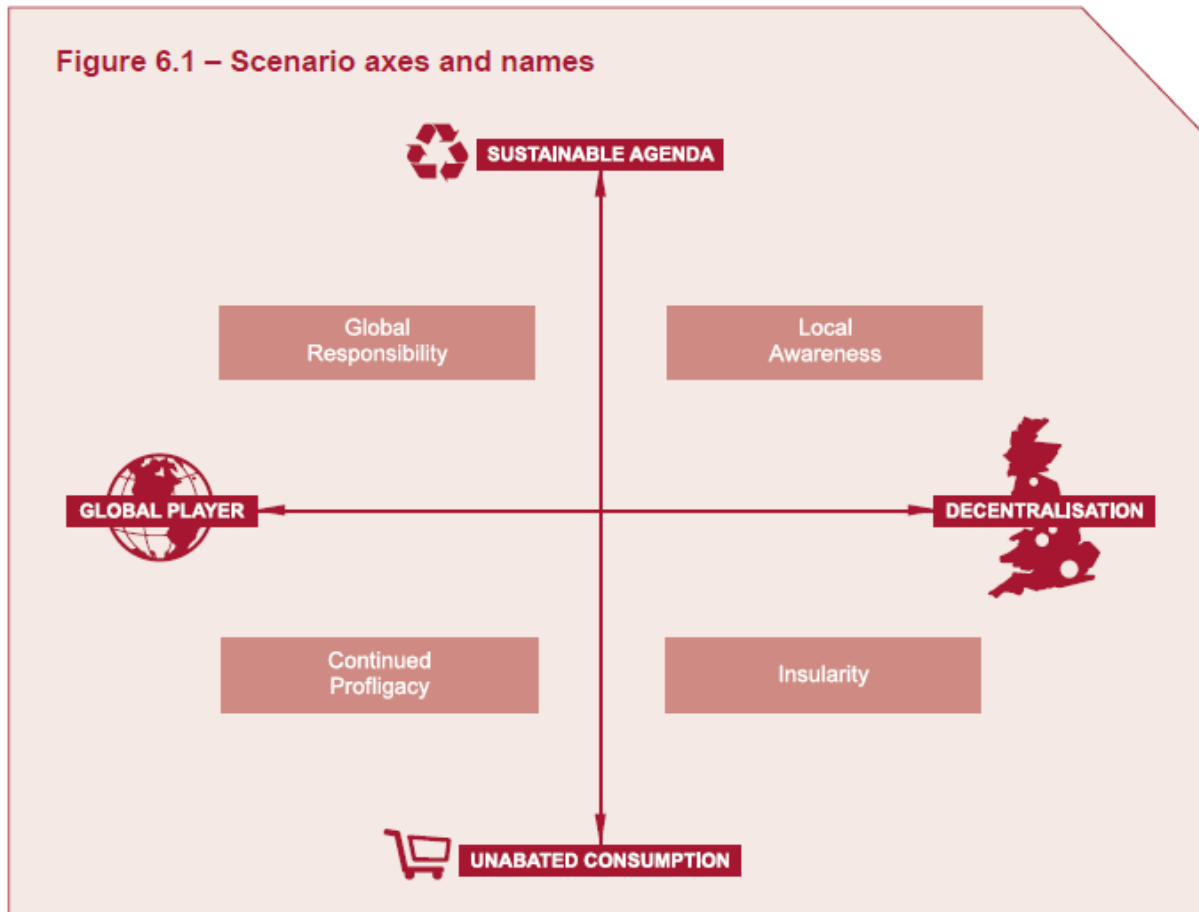 Figure 6.1 – Scenario axes and names
SUSTAINABLE AGENDA
Global
Responsibility
Local
Awareness
GLOBAL PLAYER
DECENTRALISATION
Continued
Profligacy
Insularity
UNABATED CONSUMPTION